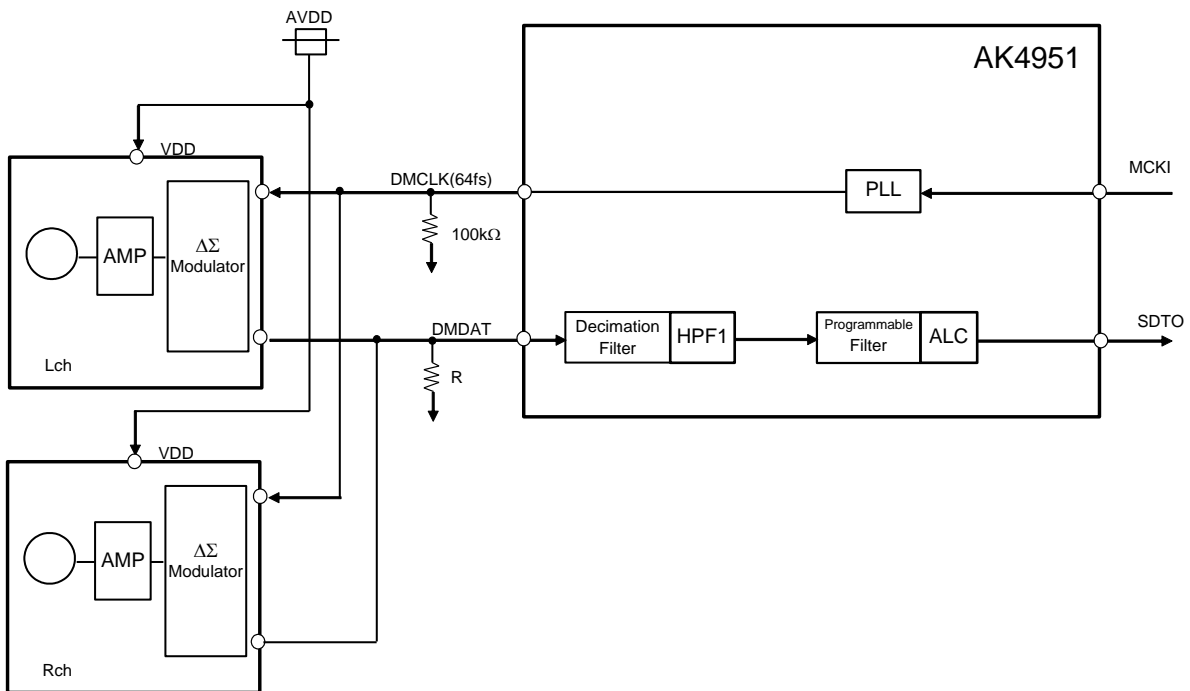 AVDD
AK4951
VDD
DMCLK(64fs)
PLL
MCKI
100kΩ
AMP
ΔΣ
Modulator
DMDAT
Decimation
Filter
HPF1
Programmable
Filter
ALC
SDTO
Lch
R
VDD
AMP
ΔΣ
Modulator
Rch